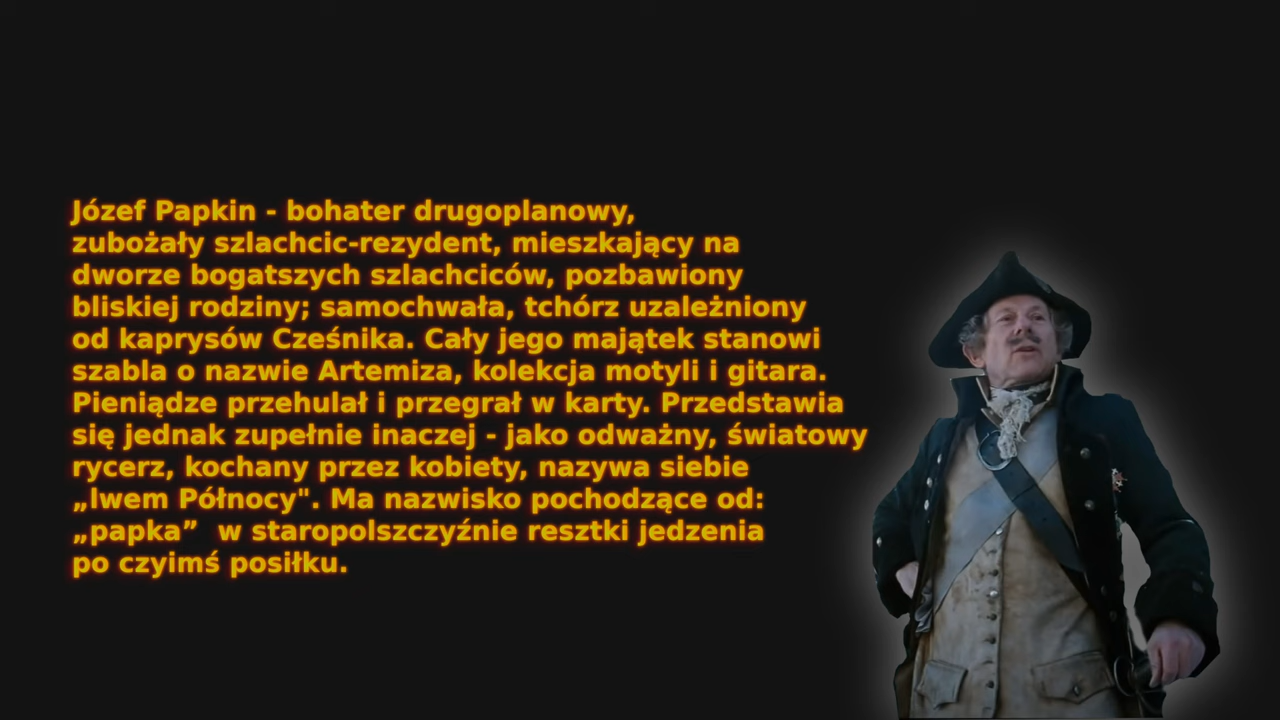 Józef Papkin - bohater drugoplanowy,
zubożały szlachcic-rezydent, mieszkający na
dworze bogatszych szlachciców, pozbawiony
bliskiej rodziny; samochwała, tchórz uzależniony
od kaprysów Cześnika. Cały jego majątek stanowi
szabla o nazwie Artemiza, kolekcja motyli i gitara.
Pieniądze przehulał i przegrał w karty. Przedstawia
się jednak zupełnie inaczej - jako odważny, światowy
rycerz, kochany przez kobiety, nazywa siebie
„lwem Północy". Ma nazwisko pochodzące od:
„papka”  w staropolszczyźnie resztki jedzenia
po czyimś posiłku.